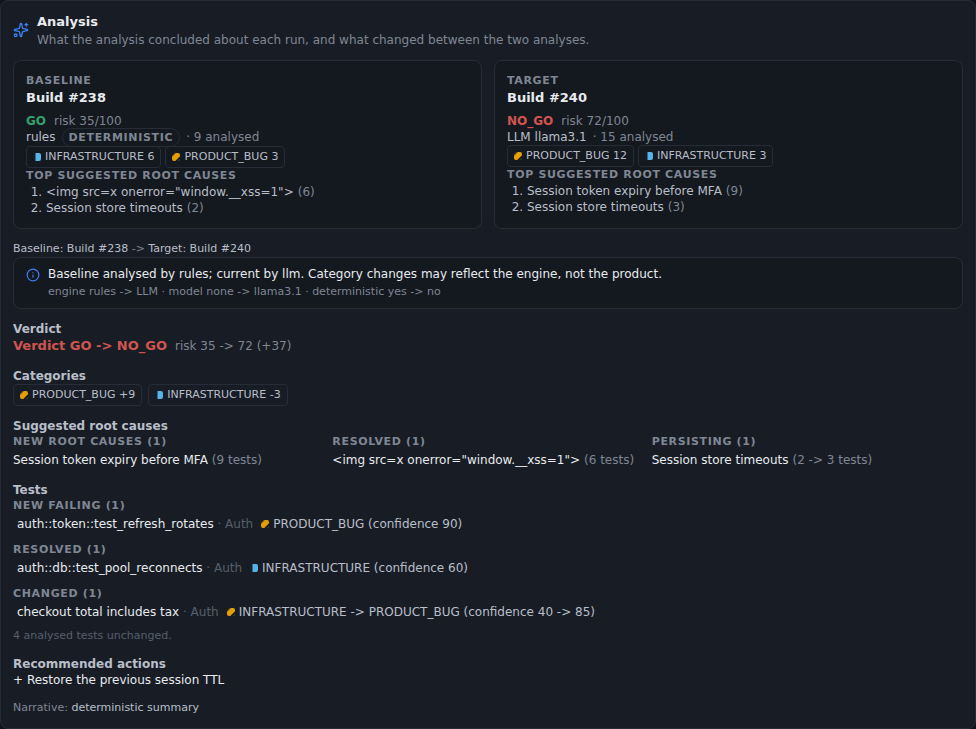 Analysis
What the analysis concluded about each run, and what changed between the two analyses.
BASELINE
Build #238
GO risk 35/100
rules DETERMINISTIC · 9 analysed
INFRASTRUCTURE 6 PRODUCT_BUG 3
TOP SUGGESTED ROOT CAUSES
1. <img src=x onerror="window.__xss=1"> (6)
2. Session store timeouts (2)
TARGET
Build #240
NO_GO risk 72/100
LLM llama3.1 · 15 analysed
PRODUCT_BUG 12 INFRASTRUCTURE 3
TOP SUGGESTED ROOT CAUSES
1. Session token expiry before MFA (9)
2. Session store timeouts (3)
Baseline: Build #238 -> Target: Build #240
Baseline analysed by rules; current by llm. Category changes may reflect the engine, not the product.
engine rules -> LLM · model none -> llama3.1 · deterministic yes -> no
Verdict
Verdict GO -> NO_GO risk 35 -> 72 (+37)
Categories
PRODUCT_BUG +9 INFRASTRUCTURE -3
Suggested root causes
NEW ROOT CAUSES (1)
Session token expiry before MFA (9 tests)
RESOLVED (1)
<img src=x onerror="window.__xss=1"> (6 tests)
PERSISTING (1)
Session store timeouts (2 -> 3 tests)
Tests
NEW FAILING (1)
auth::token::test_refresh_rotates · Auth PRODUCT_BUG (confidence 90)
RESOLVED (1)
auth::db::test_pool_reconnects · Auth INFRASTRUCTURE (confidence 60)
CHANGED (1)
checkout total includes tax · Auth INFRASTRUCTURE -> PRODUCT_BUG (confidence 40 -> 85)
4 analysed tests unchanged.
Recommended actions
+ Restore the previous session TTL
Narrative: deterministic summary